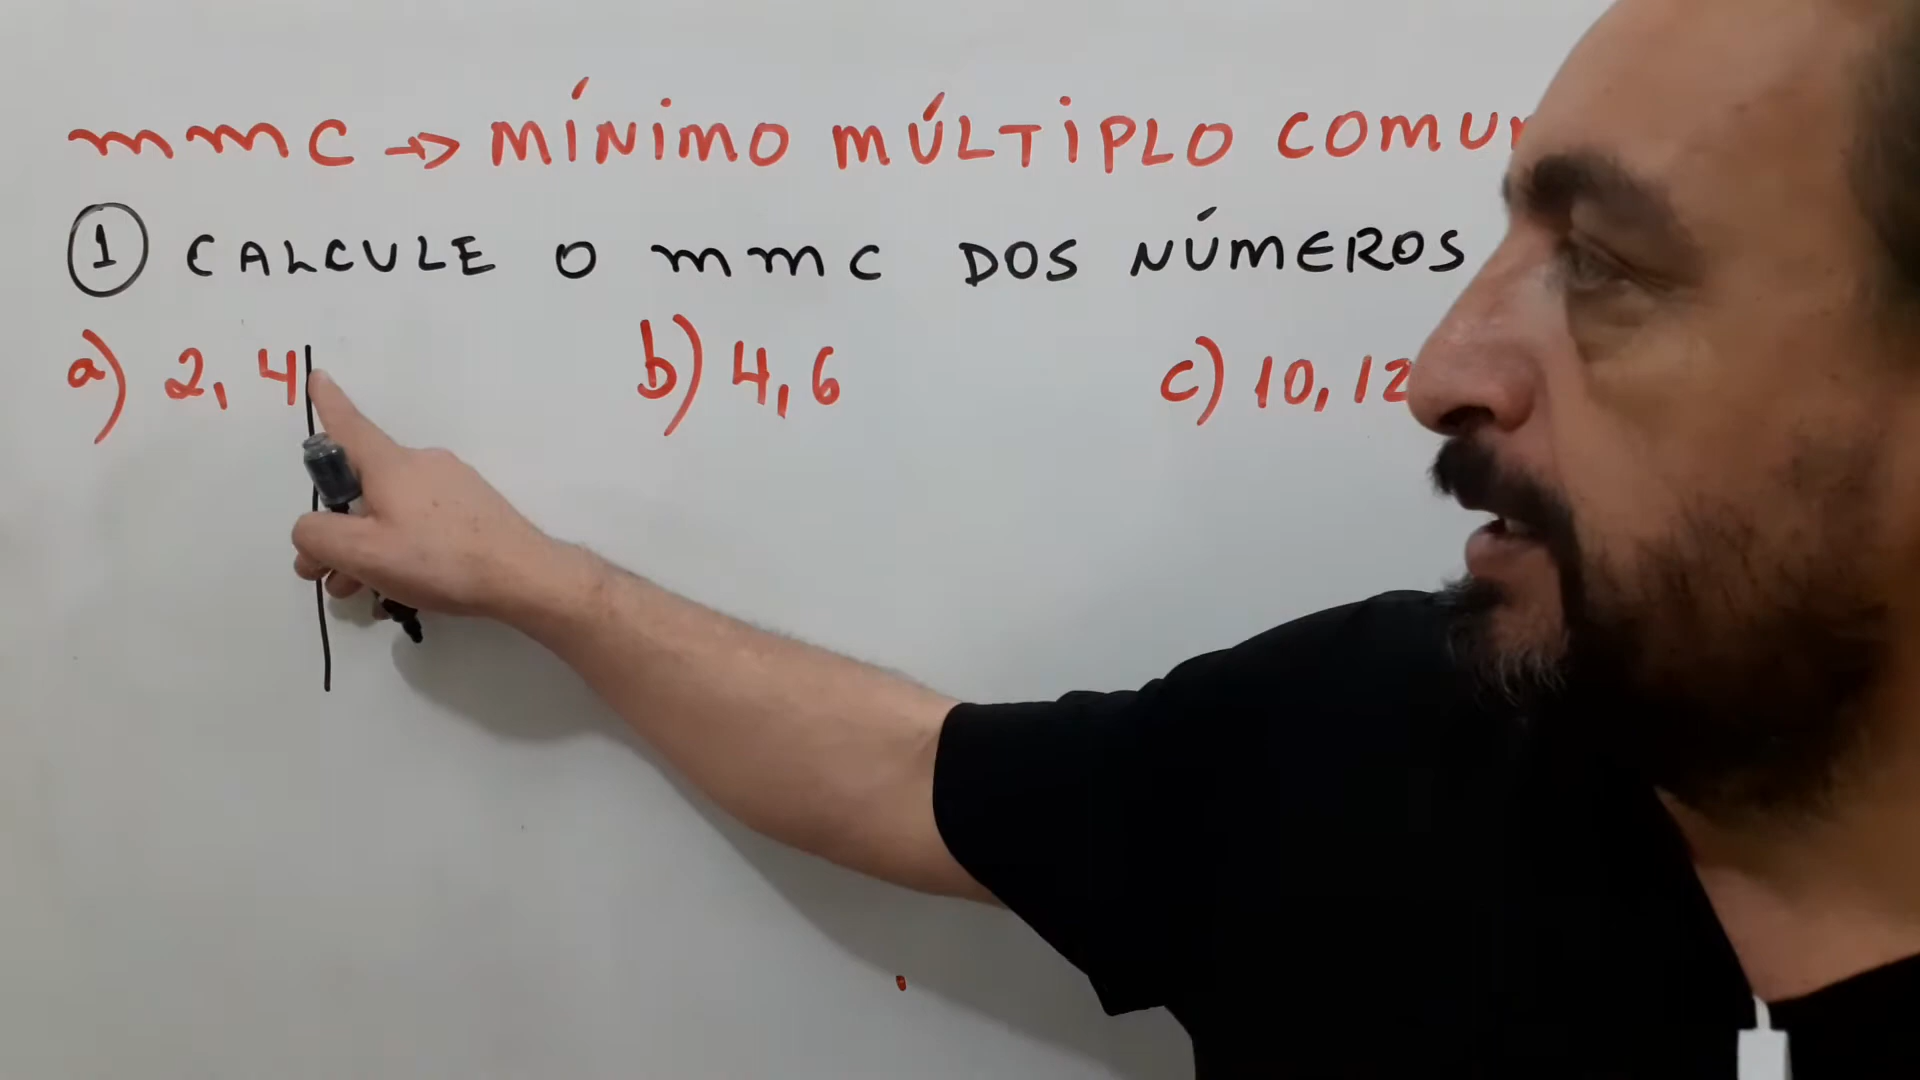 mmc → MÍNIMO MÚLTIPLO COMU
1 CALCULE O mmc DOS NÚMEROS
a) 2, 4 b) 4, 6 c) 10, 12